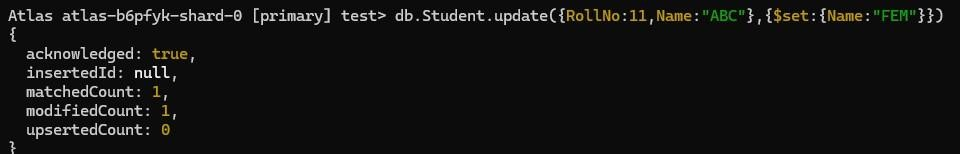 Atlas atlas-b6pfyk-shard-0 [primary] test> db.Student.update({RollNo:11,Name:"ABC"},{$set:{Name:"FEM"}})
{
  acknowledged: true,
  insertedId: null,
  matchedCount: 1,
  modifiedCount: 1,
  upsertedCount: 0
}